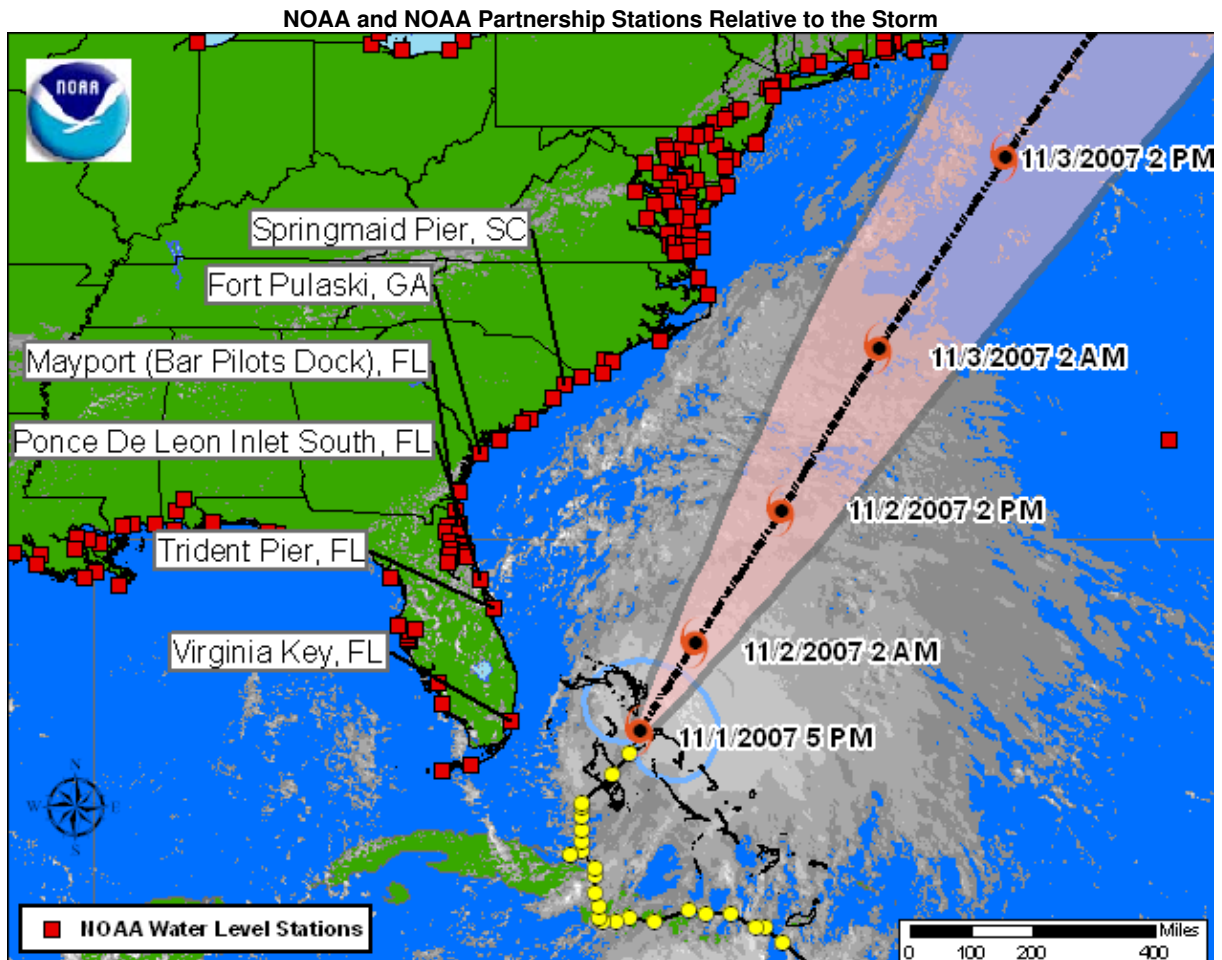 NOAA and NOAA Partnership Stations Relative to the Storm
NOAA
11/3/2007 2 PM
Springmaid Pier, SC
Fort Pulaski, GA
Mayport (Bar Pilots Dock), FL
11/3/2007 2 AM
Ponce De Leon Inlet South, FL
11/2/2007 2 PM
Trident Pier, FL
Virginia Key, FL
11/2/2007 2 AM
11/1/2007 5 PM
N
W E
S
NOAA Water Level Stations
Miles
0 100 200 400